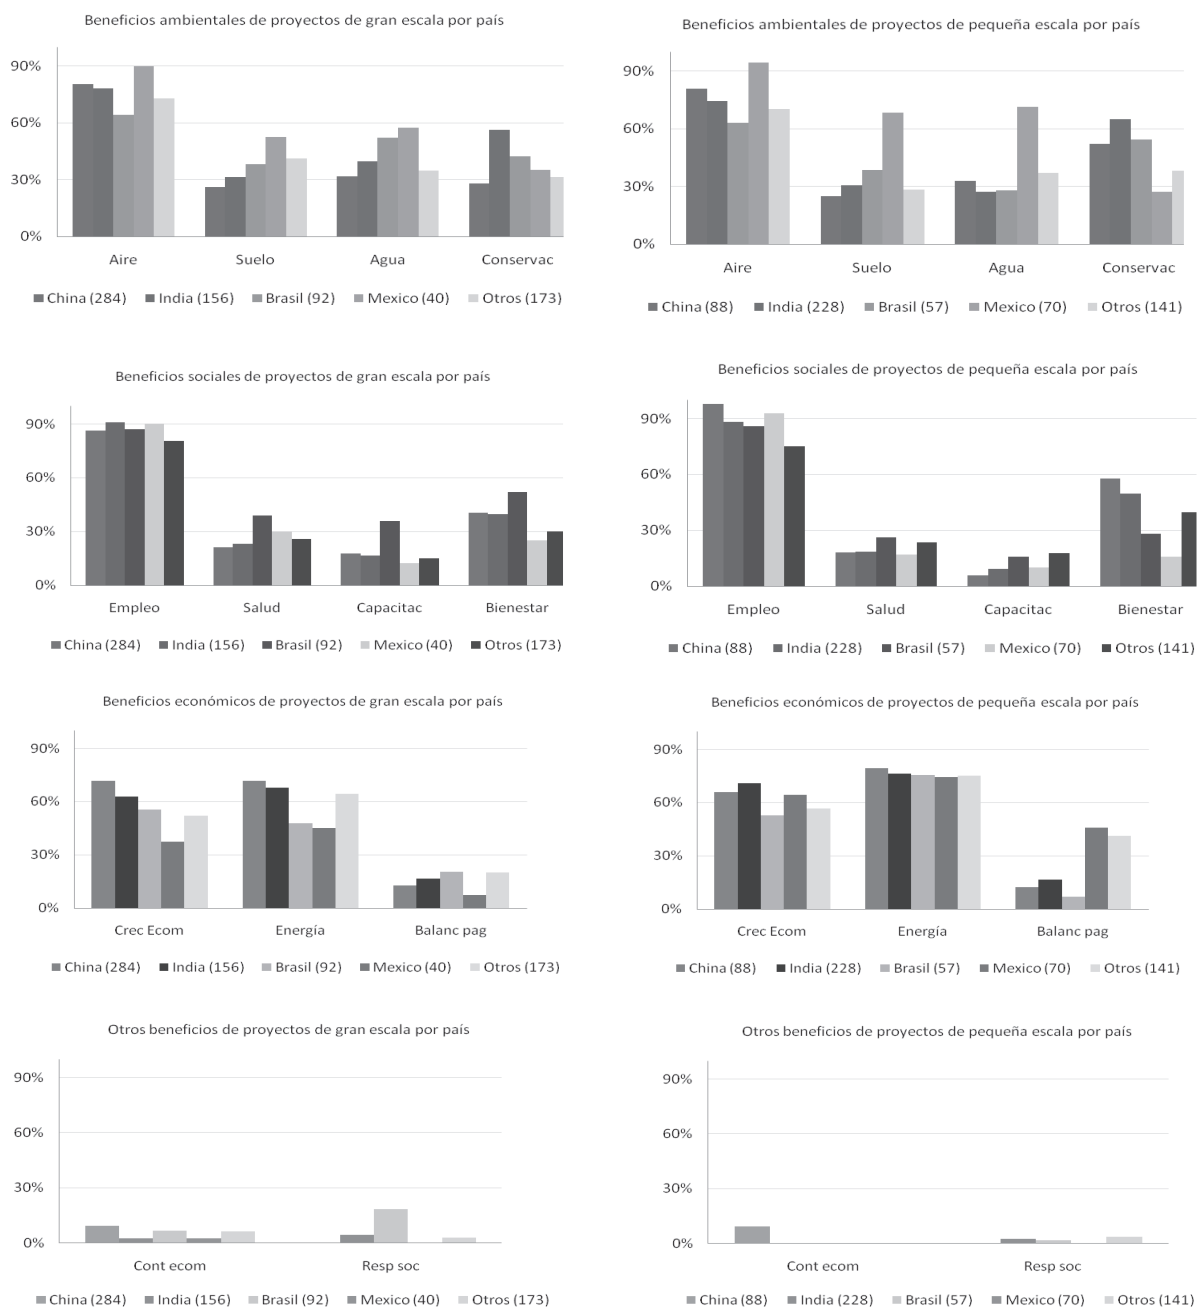 Beneficios ambientales de proyectos de gran escala por país
90%
60%
30%
0%
Aire Suelo Agua Conservac
China (284) India (156) Brasil (92) Mexico (40) Otros (173)
Beneficios ambientales de proyectos de pequeña escala por país
90%
60%
30%
0%
Aire Suelo Agua Conservac
China (88) India (228) Brasil (57) Mexico (70) Otros (141)
Beneficios sociales de proyectos de gran escala por país
90%
60%
30%
0%
Empleo Salud Capacitac Bienestar
China (284) India (156) Brasil (92) Mexico (40) Otros (173)
Beneficios sociales de proyectos de pequeña escala por país
90%
60%
30%
0%
Empleo Salud Capacitac Bienestar
China (88) India (228) Brasil (57) Mexico (70) Otros (141)
Beneficios económicos de proyectos de gran escala por país
90%
60%
30%
0%
Crec Ecom Energía Balanc pag
China (284) India (156) Brasil (92) Mexico (40) Otros (173)
Beneficios económicos de proyectos de pequeña escala por país
90%
60%
30%
0%
Crec Ecom Energía Balanc pag
China (88) India (228) Brasil (57) Mexico (70) Otros (141)
Otros beneficios de proyectos de gran escala por país
90%
60%
30%
0%
Cont ecom Resp soc
China (284) India (156) Brasil (92) Mexico (40) Otros (173)
Otros beneficios de proyectos de pequeña escala por país
90%
60%
30%
0%
Cont ecom Resp soc
China (88) India (228) Brasil (57) Mexico (70) Otros (141)